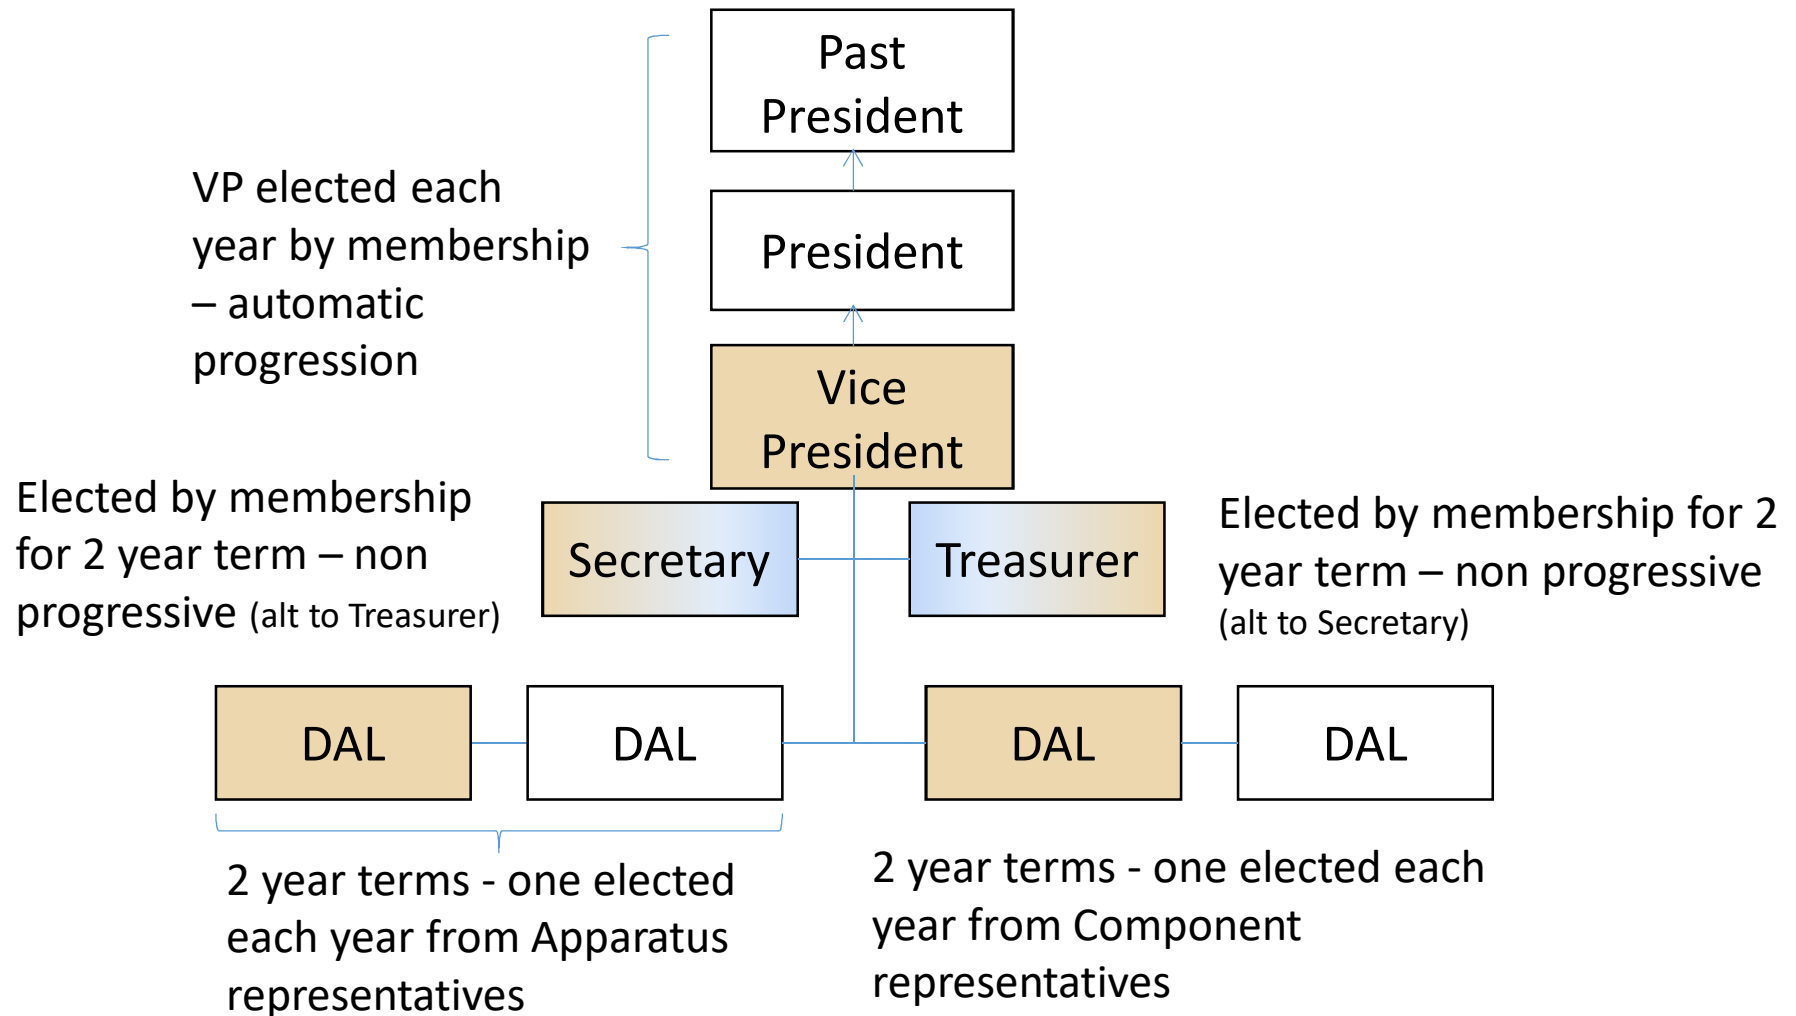 Past
President
VP elected each
year by membership
– automatic
progression
President
Vice
President
Elected by membership
for 2 year term – non
progressive (alt to Treasurer)
Secretary
Treasurer
Elected by membership for 2
year term – non progressive
(alt to Secretary)
DAL
DAL
DAL
DAL
2 year terms - one elected
each year from Apparatus
representatives
2 year terms - one elected each
year from Component
representatives